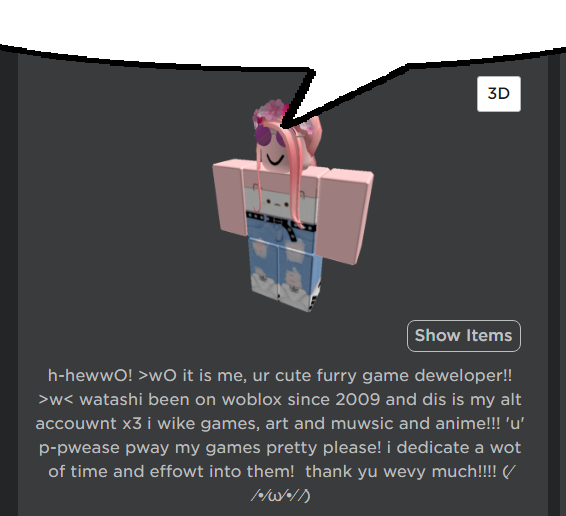 3D
Show Items
h-hewwO! >wO it is me, ur cute furry game deweloper!!
>w< watashi been on woblox since 2009 and dis is my alt
accouwnt x3 i wike games, art and muwsic and anime!!! 'u'
p-pwease pway my games pretty please! i dedicate a wot
of time and effowt into them!  thank yu wevy much!!!! (⁄
⁄•⁄ω⁄•⁄ ⁄)